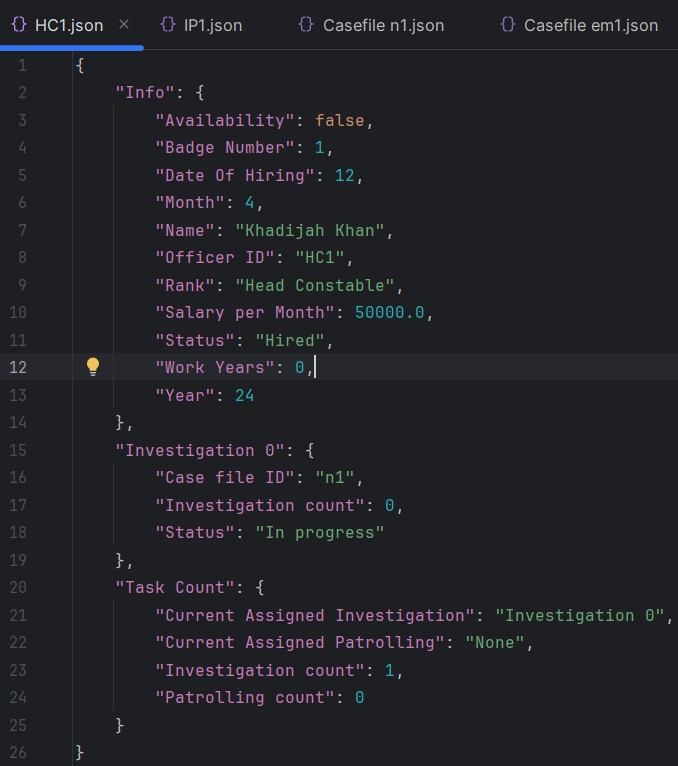 HC1.json × IP1.json Casefile n1.json Casefile em1.json
1 {
2 "Info": {
3 "Availability": false,
4 "Badge Number": 1,
5 "Date Of Hiring": 12,
6 "Month": 4,
7 "Name": "Khadijah Khan",
8 "Officer ID": "HC1",
9 "Rank": "Head Constable",
10 "Salary per Month": 50000.0,
11 "Status": "Hired",
12 "Work Years": 0,
13 "Year": 24
14 },
15 "Investigation 0": {
16 "Case file ID": "n1",
17 "Investigation count": 0,
18 "Status": "In progress"
19 },
20 "Task Count": {
21 "Current Assigned Investigation": "Investigation 0",
22 "Current Assigned Patrolling": "None",
23 "Investigation count": 1,
24 "Patrolling count": 0
25 }
26 }